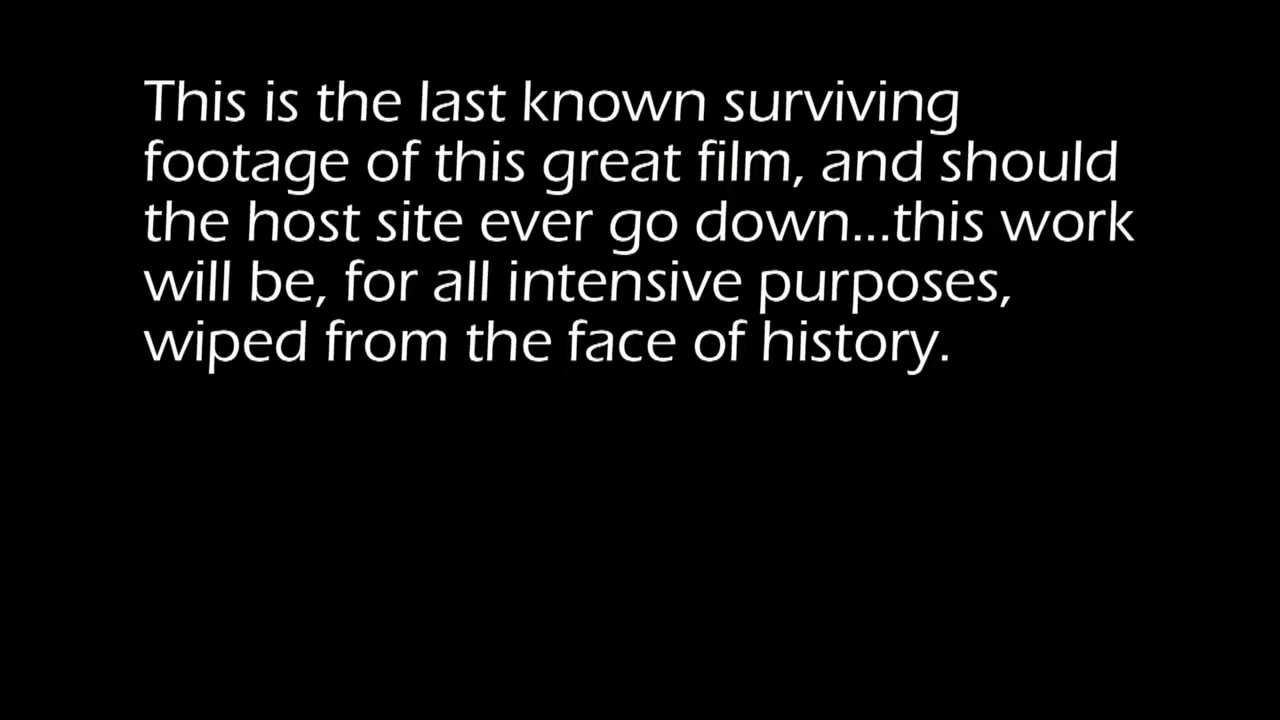 This is the last known surviving
footage of this great film, and should
the host site ever go down...this work
will be, for all intensive purposes,
wiped from the face of history.